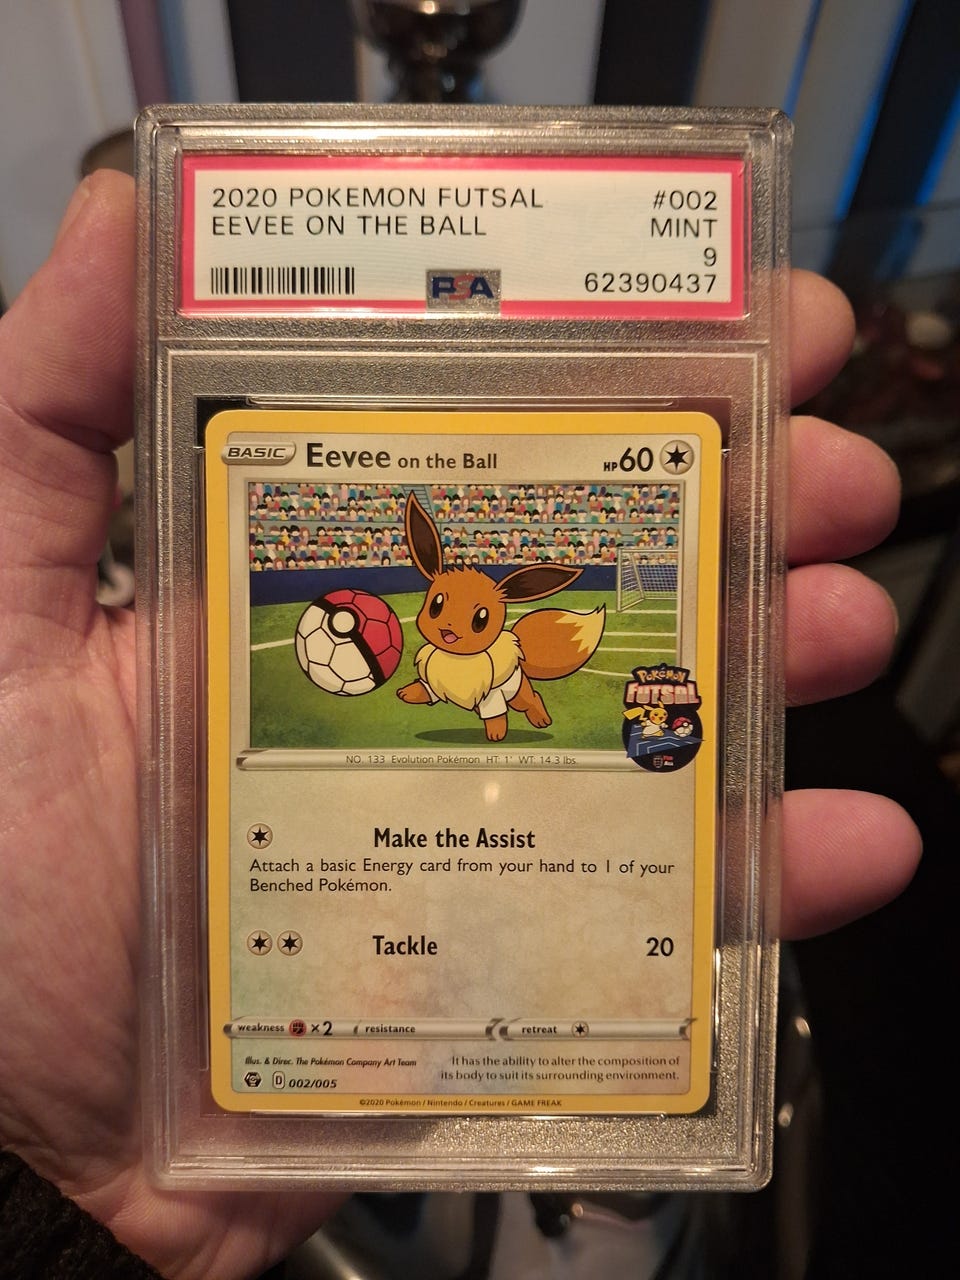 2020 POKEMON FUTSAL #002
EEVEE ON THE BALL MINT
9
PSA 62390437
BASIC Eevee on the Ball HP 60
Pokémon
FUTSAL
NO. 133 Evolution Pokémon HT: 1' WT: 14.3 lbs.
Make the Assist
Attach a basic Energy card from your hand to 1 of your
Benched Pokémon.
Tackle 20
weakness ×2 resistance retreat
Illus. & Direc. The Pokémon Company Art Team
It has the ability to alter the composition of
its body to suit its surrounding environment.
D 002/005
©2020 Pokémon / Nintendo / Creatures / GAME FREAK